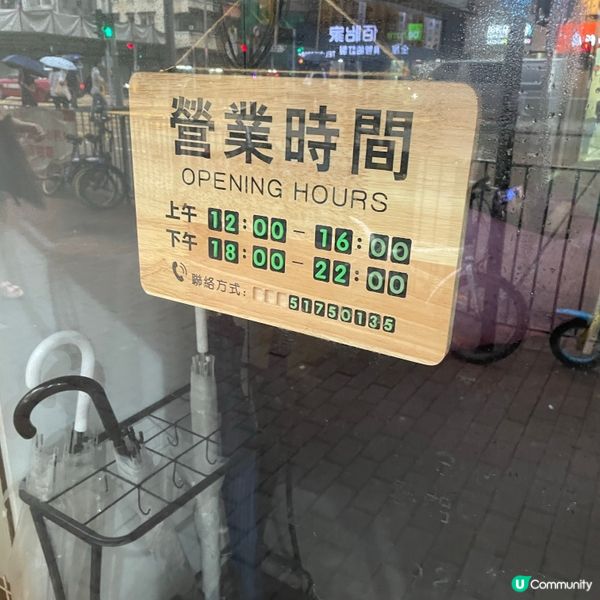 營業時間
OPENING HOURS
上午 12:00 - 16:00
下午 18:00 - 22:00
聯絡方式: 51750135
U Community